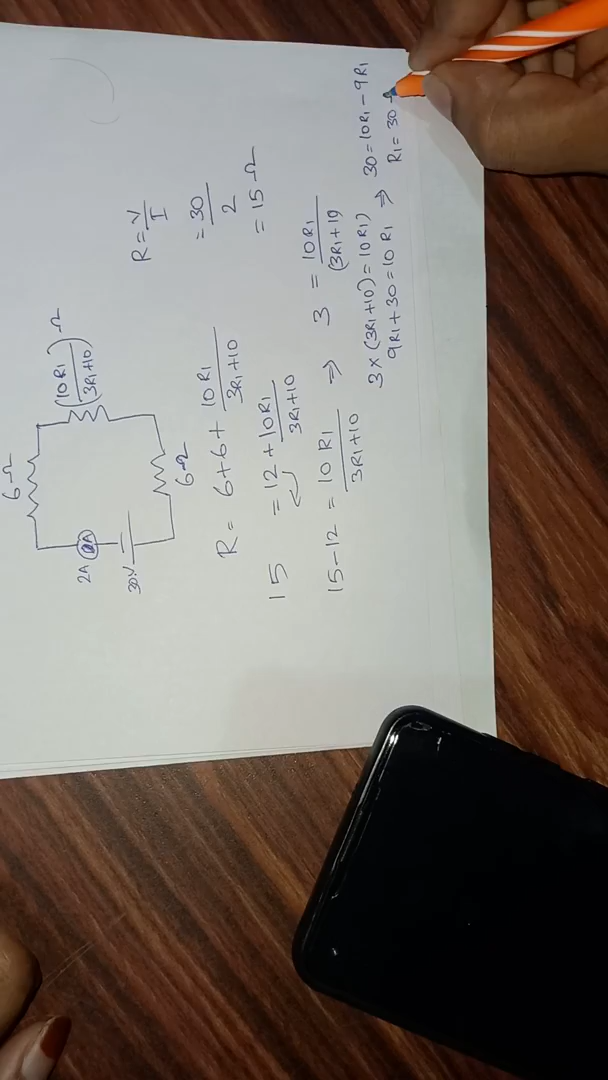 6Ω
2A
A
30V
(10R1/3R1+10)Ω
6Ω
R = V/I
= 30/2
= 15Ω
R = 6+6+ 10R1/3R1+10
15 = 12 + 10R1/3R1+10
15-12 = 10R1/3R1+10 ⇒ 3 = 10R1/(3R1+10)
3×(3R1+10)=10R1)
9R1+30=10R1 ⇒ 30=10R1-9R1
R1=30